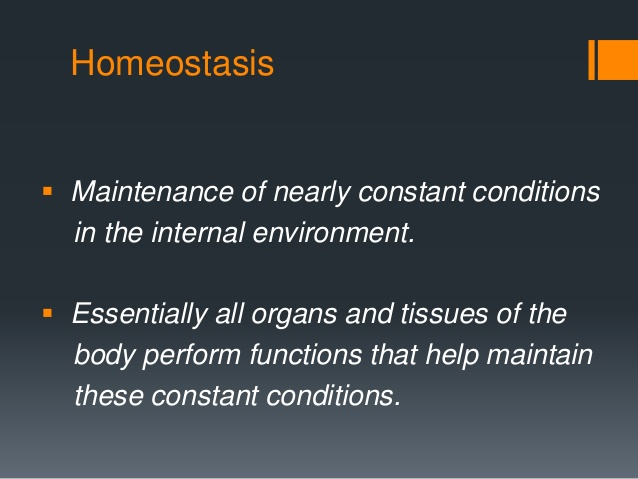 Homeostasis
▪ Maintenance of nearly constant conditions
in the internal environment.
▪ Essentially all organs and tissues of the
body perform functions that help maintain
these constant conditions.